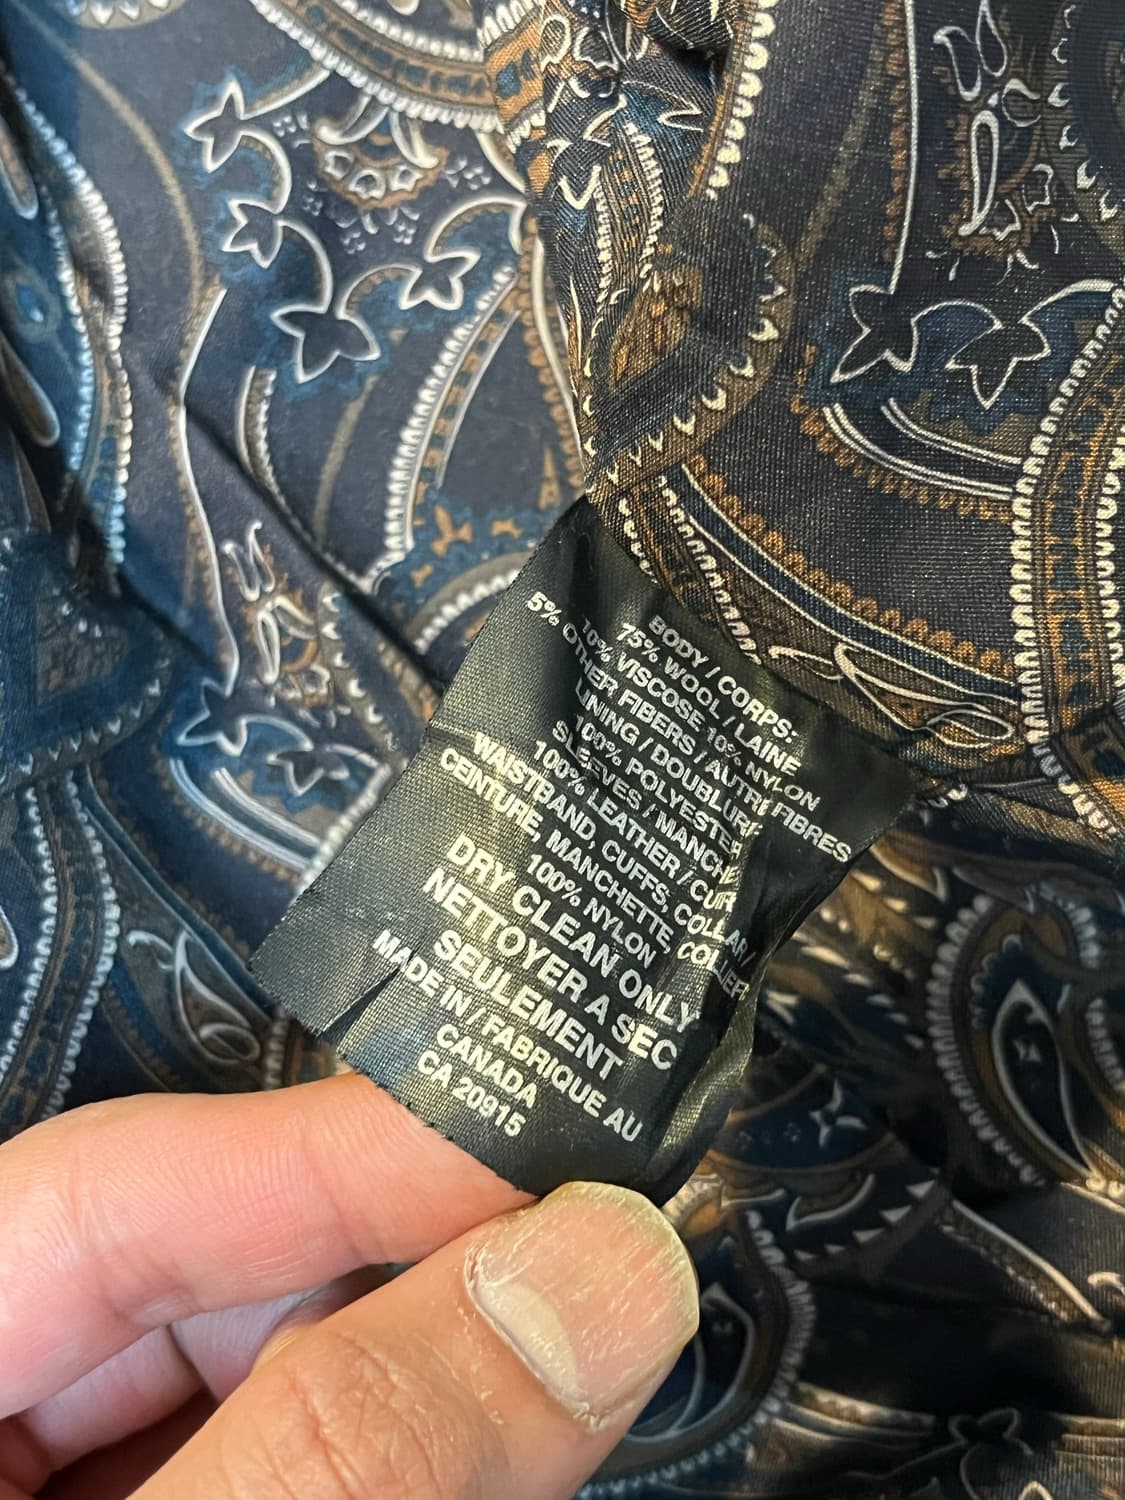 BODY / CORPS:
75% WOOL / LAINE
10% VISCOSE, 10% NYLON
5% OTHER FIBERS / AUTRE FIBRES
LINING / DOUBLURE
100% POLYESTER
SLEEVES / MANCHE
100% LEATHER / CUIR
WAISTBAND, CUFFS, COLLAR /
CEINTURE, MANCHETTE, COLLIER
100% NYLON
DRY CLEAN ONLY
NETTOYER A SEC
SEULEMENT
MADE IN / FABRIQUE AU
CANADA
CA 20915